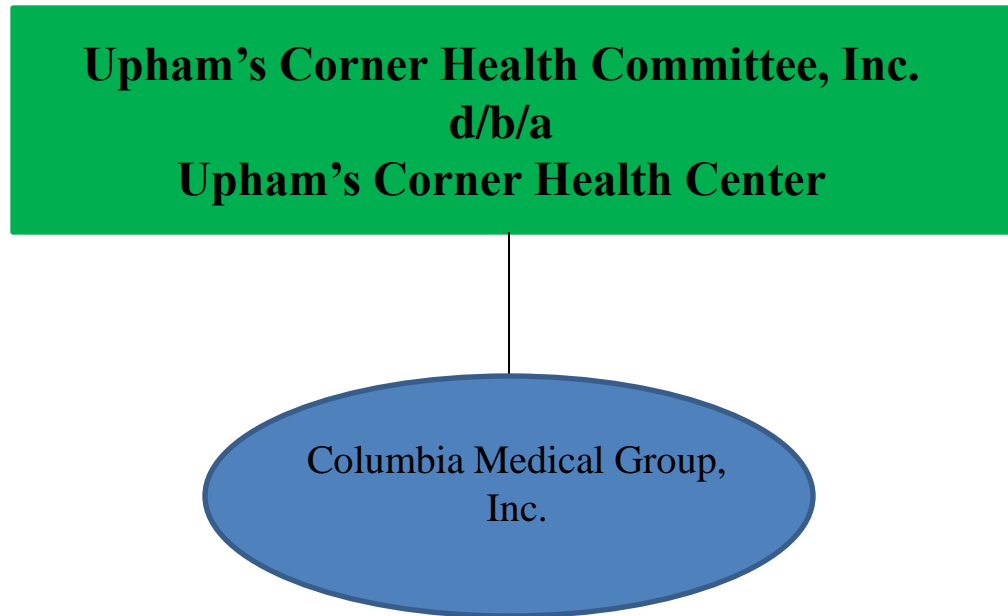 Upham’s Corner Health Committee, Inc.
d/b/a
Upham’s Corner Health Center
Columbia Medical Group,
Inc.